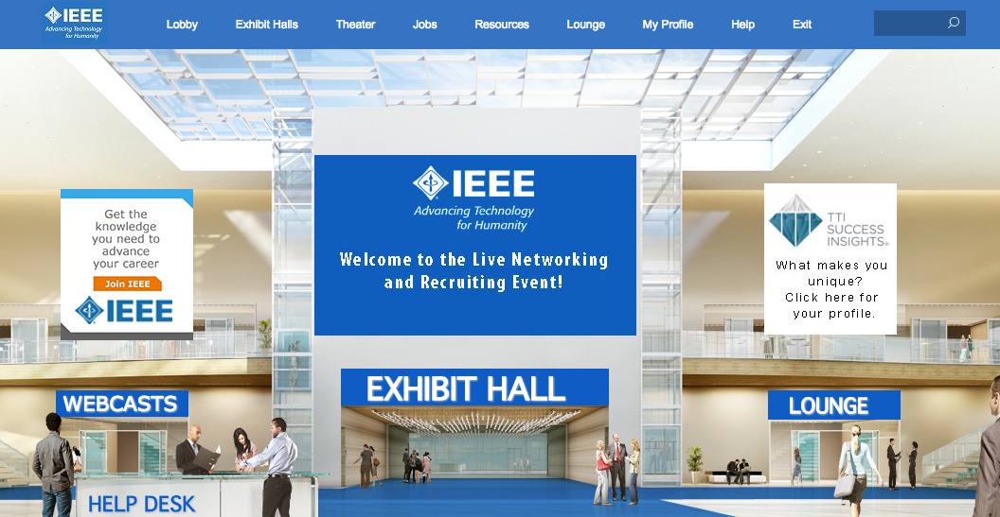 IEEE
Advancing Technology
for Humanity
Lobby
Exhibit Halls
Theater
Jobs
Resources
Lounge
My Profile
Help
Exit
IEEE
Advancing Technology
for Humanity
Welcome to the Live Networking
and Recruiting Event!
Get the
knowledge
you need to
advance
your career
Join IEEE
IEEE
TTI
SUCCESS
INSIGHTS®
What makes you
unique?
Click here for
your profile.
WEBCASTS
EXHIBIT HALL
LOUNGE
HELP DESK